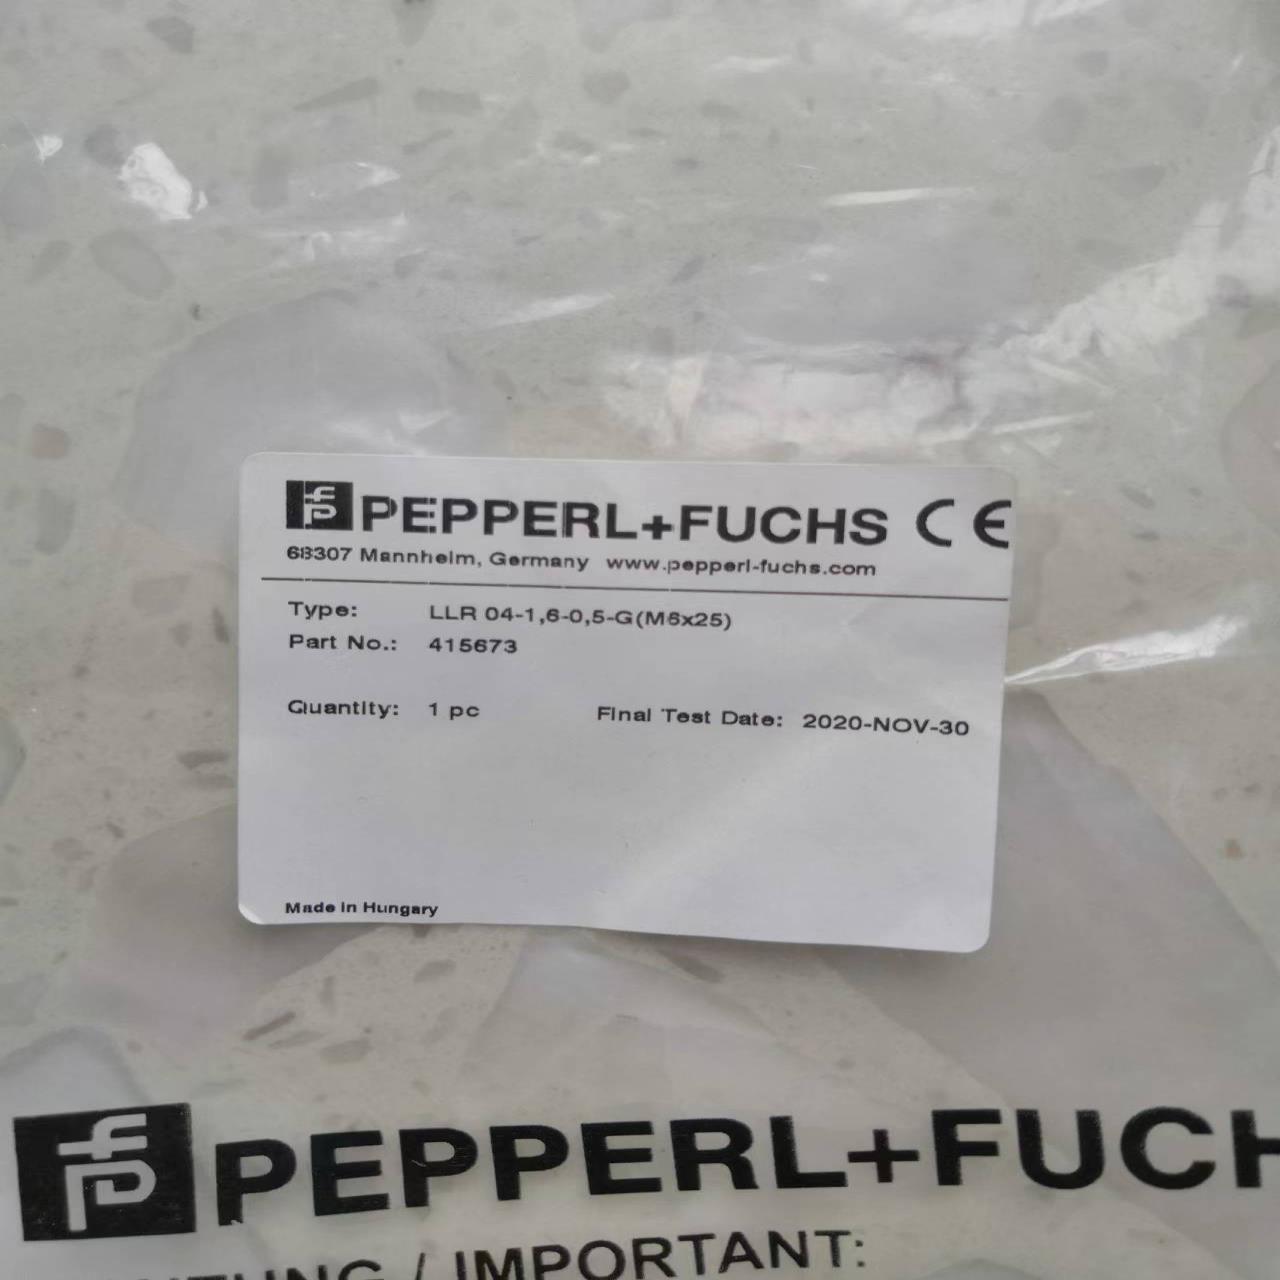 PEPPERL+FUCHS CE
68307 Mannheim, Germany www.pepperl-fuchs.com
Type: LLR 04-1,6-0,5-G(M6x25)
Part No.: 415673
Quantity: 1 pc Final Test Date: 2020-NOV-30
Made in Hungary
PEPPERL+FUCH
/ IMPORTANT: